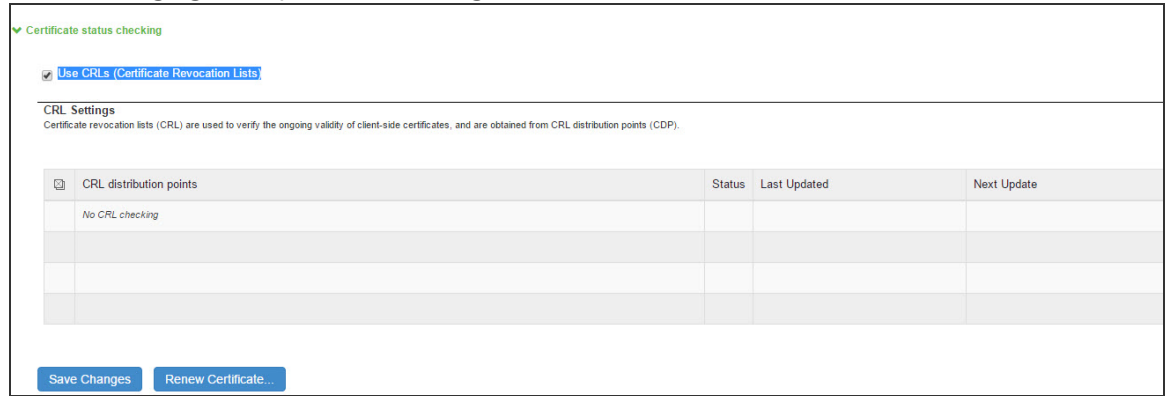 Certificate status checking
Use CRLs (Certificate Revocation Lists)
CRL Settings
Certificate revocation lists (CRL) are used to verify the ongoing validity of client-side certificates, and are obtained from CRL distribution points (CDP).
CRL distribution points Status Last Updated Next Update
No CRL checking
Save Changes Renew Certificate...